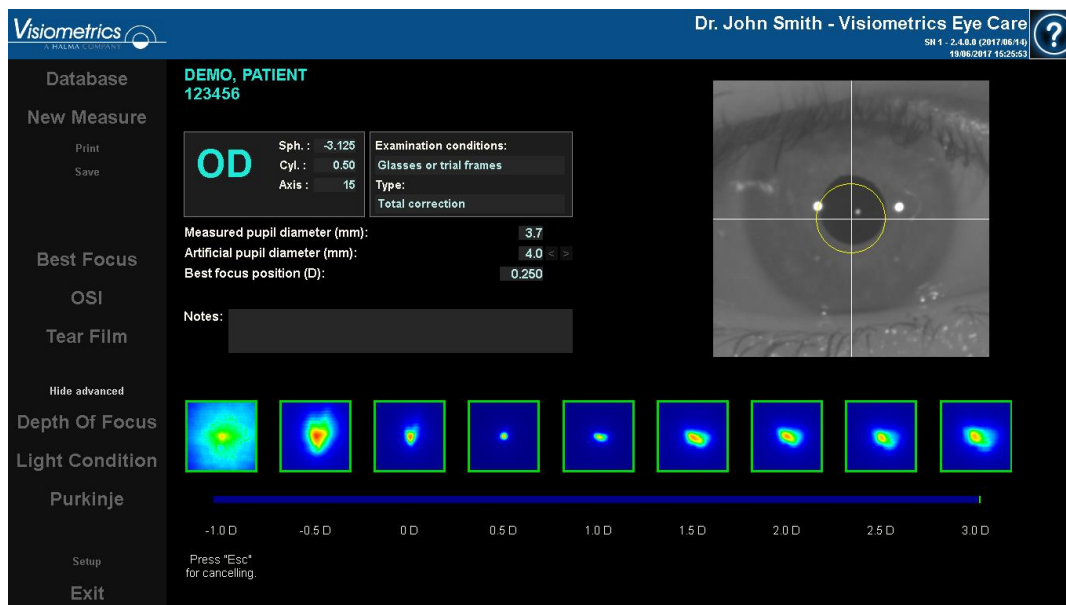 Visiometrics
A HALMA COMPANY
Dr. John Smith - Visiometrics Eye Care
SN 1 - 2.4.0.0 (2017/06/14)
19/06/2017 15:25:53
?
Database
New Measure
Print
Save
Best Focus
OSI
Tear Film
Hide advanced
Depth Of Focus
Light Condition
Purkinje
Setup
Exit
DEMO, PATIENT
123456
OD
Sph. : -3.125
Cyl. : 0.50
Axis : 15
Examination conditions:
Glasses or trial frames
Type:
Total correction
Measured pupil diameter (mm): 3.7
Artificial pupil diameter (mm): 4.0 < >
Best focus position (D): 0.250
Notes:
-1.0 D -0.5 D 0 D 0.5 D 1.0 D 1.5 D 2.0 D 2.5 D 3.0 D
Press "Esc"
for cancelling.